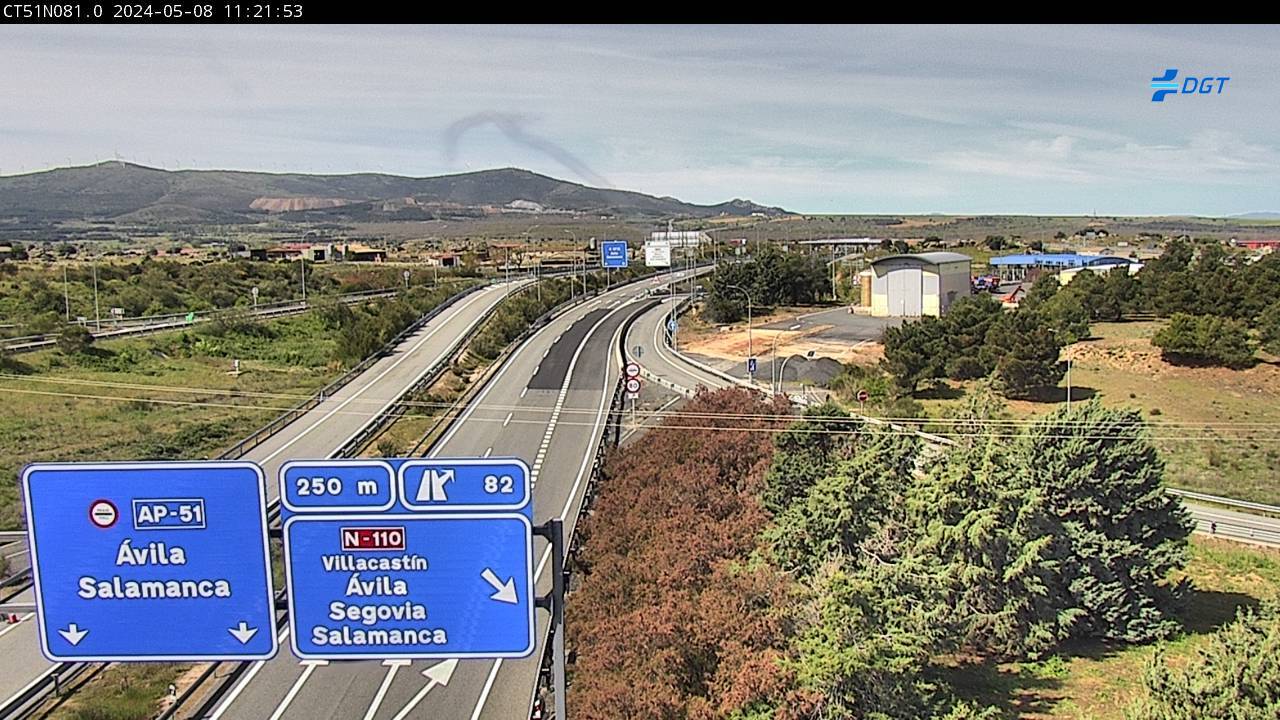 CT51N081.0 2024-05-08 11:21:53
DGT
AP-51
Ávila
Salamanca
250 m
82
N-110
Villacastín
Ávila
Segovia
Salamanca